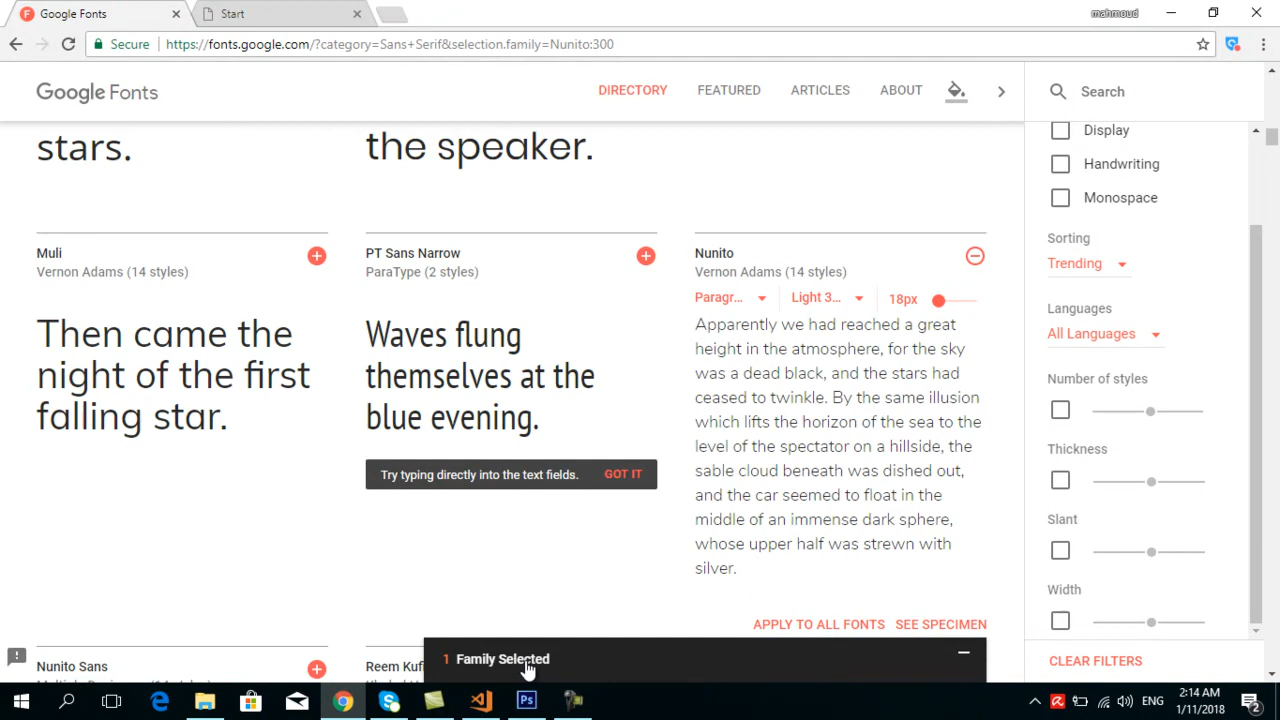 Google Fonts
Start
mahmoud
Secure
https://fonts.google.com/?category=Sans+Serif&selection.family=Nunito:300
Google Fonts
DIRECTORY
FEATURED
ARTICLES
ABOUT
Search
stars.
the speaker.
Display
Handwriting
Monospace
Sorting
Trending
Languages
All Languages
Number of styles
Thickness
Slant
Width
CLEAR FILTERS
Muli
Vernon Adams (14 styles)
Then came the
night of the first
falling star.
PT Sans Narrow
ParaType (2 styles)
Waves flung
themselves at the
blue evening.
Try typing directly into the text fields. GOT IT
Nunito
Vernon Adams (14 styles)
Paragr... Light 3... 18px
Apparently we had reached a great
height in the atmosphere, for the sky
was a dead black, and the stars had
ceased to twinkle. By the same illusion
which lifts the horizon of the sea to the
level of the spectator on a hillside, the
sable cloud beneath was dished out,
and the car seemed to float in the
middle of an immense dark sphere,
whose upper half was strewn with
silver.
APPLY TO ALL FONTS SEE SPECIMEN
Nunito Sans
Reem Kuf
1 Family Selected
Ps
ENG
2:14 AM
1/11/2018
2